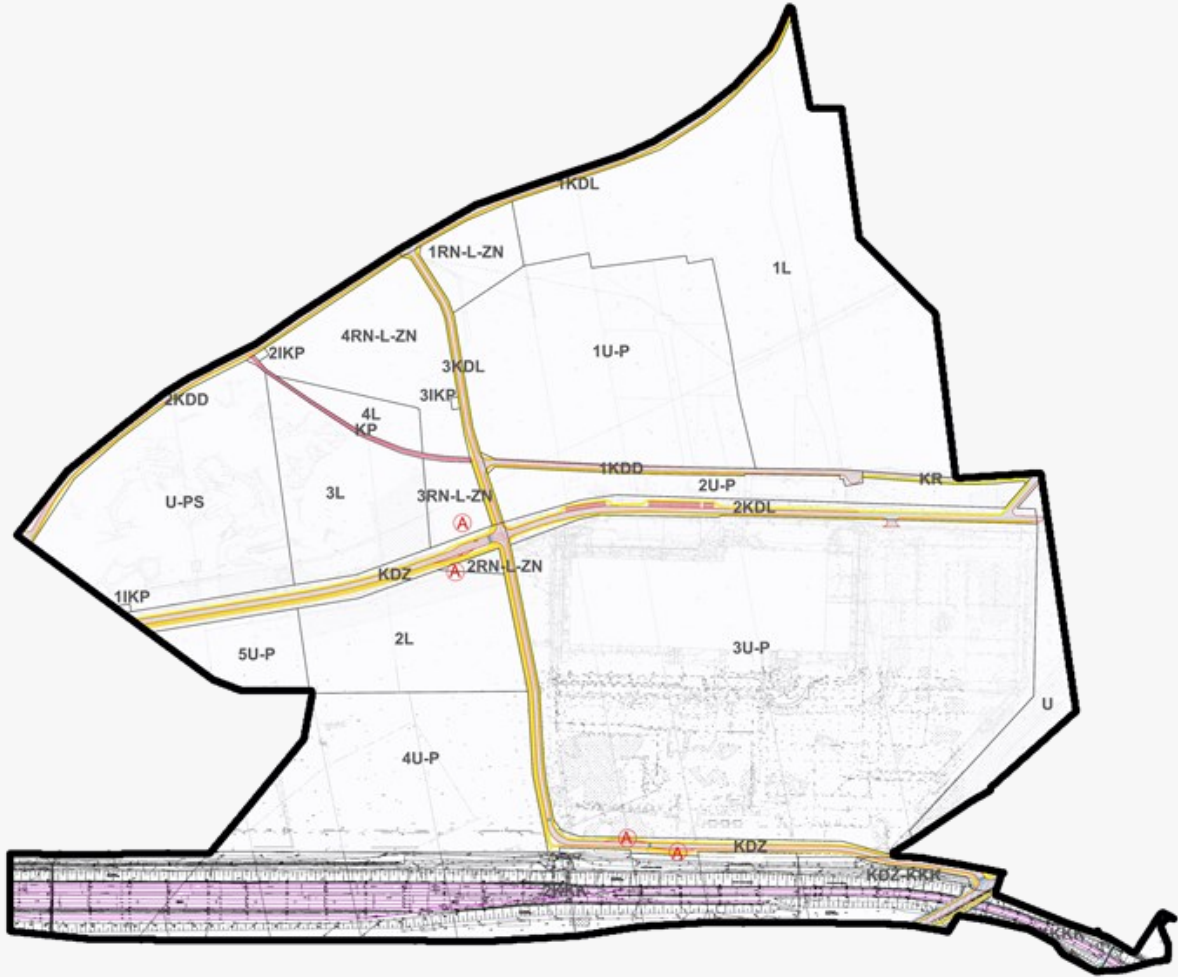 1KDL
1RN-L-ZN
1L
4RN-L-ZN
2IKP
1U-P
3KDL
3IKP
2KDD
4L
KP
1KDD
KR
2U-P
3L
3RN-L-ZN
U-PS
2KDL
A
KDZ
A
2RN-L-ZN
1IKP
2L
5U-P
3U-P
U
4U-P
A
KDZ
A
KDZ-KKK
2KKK